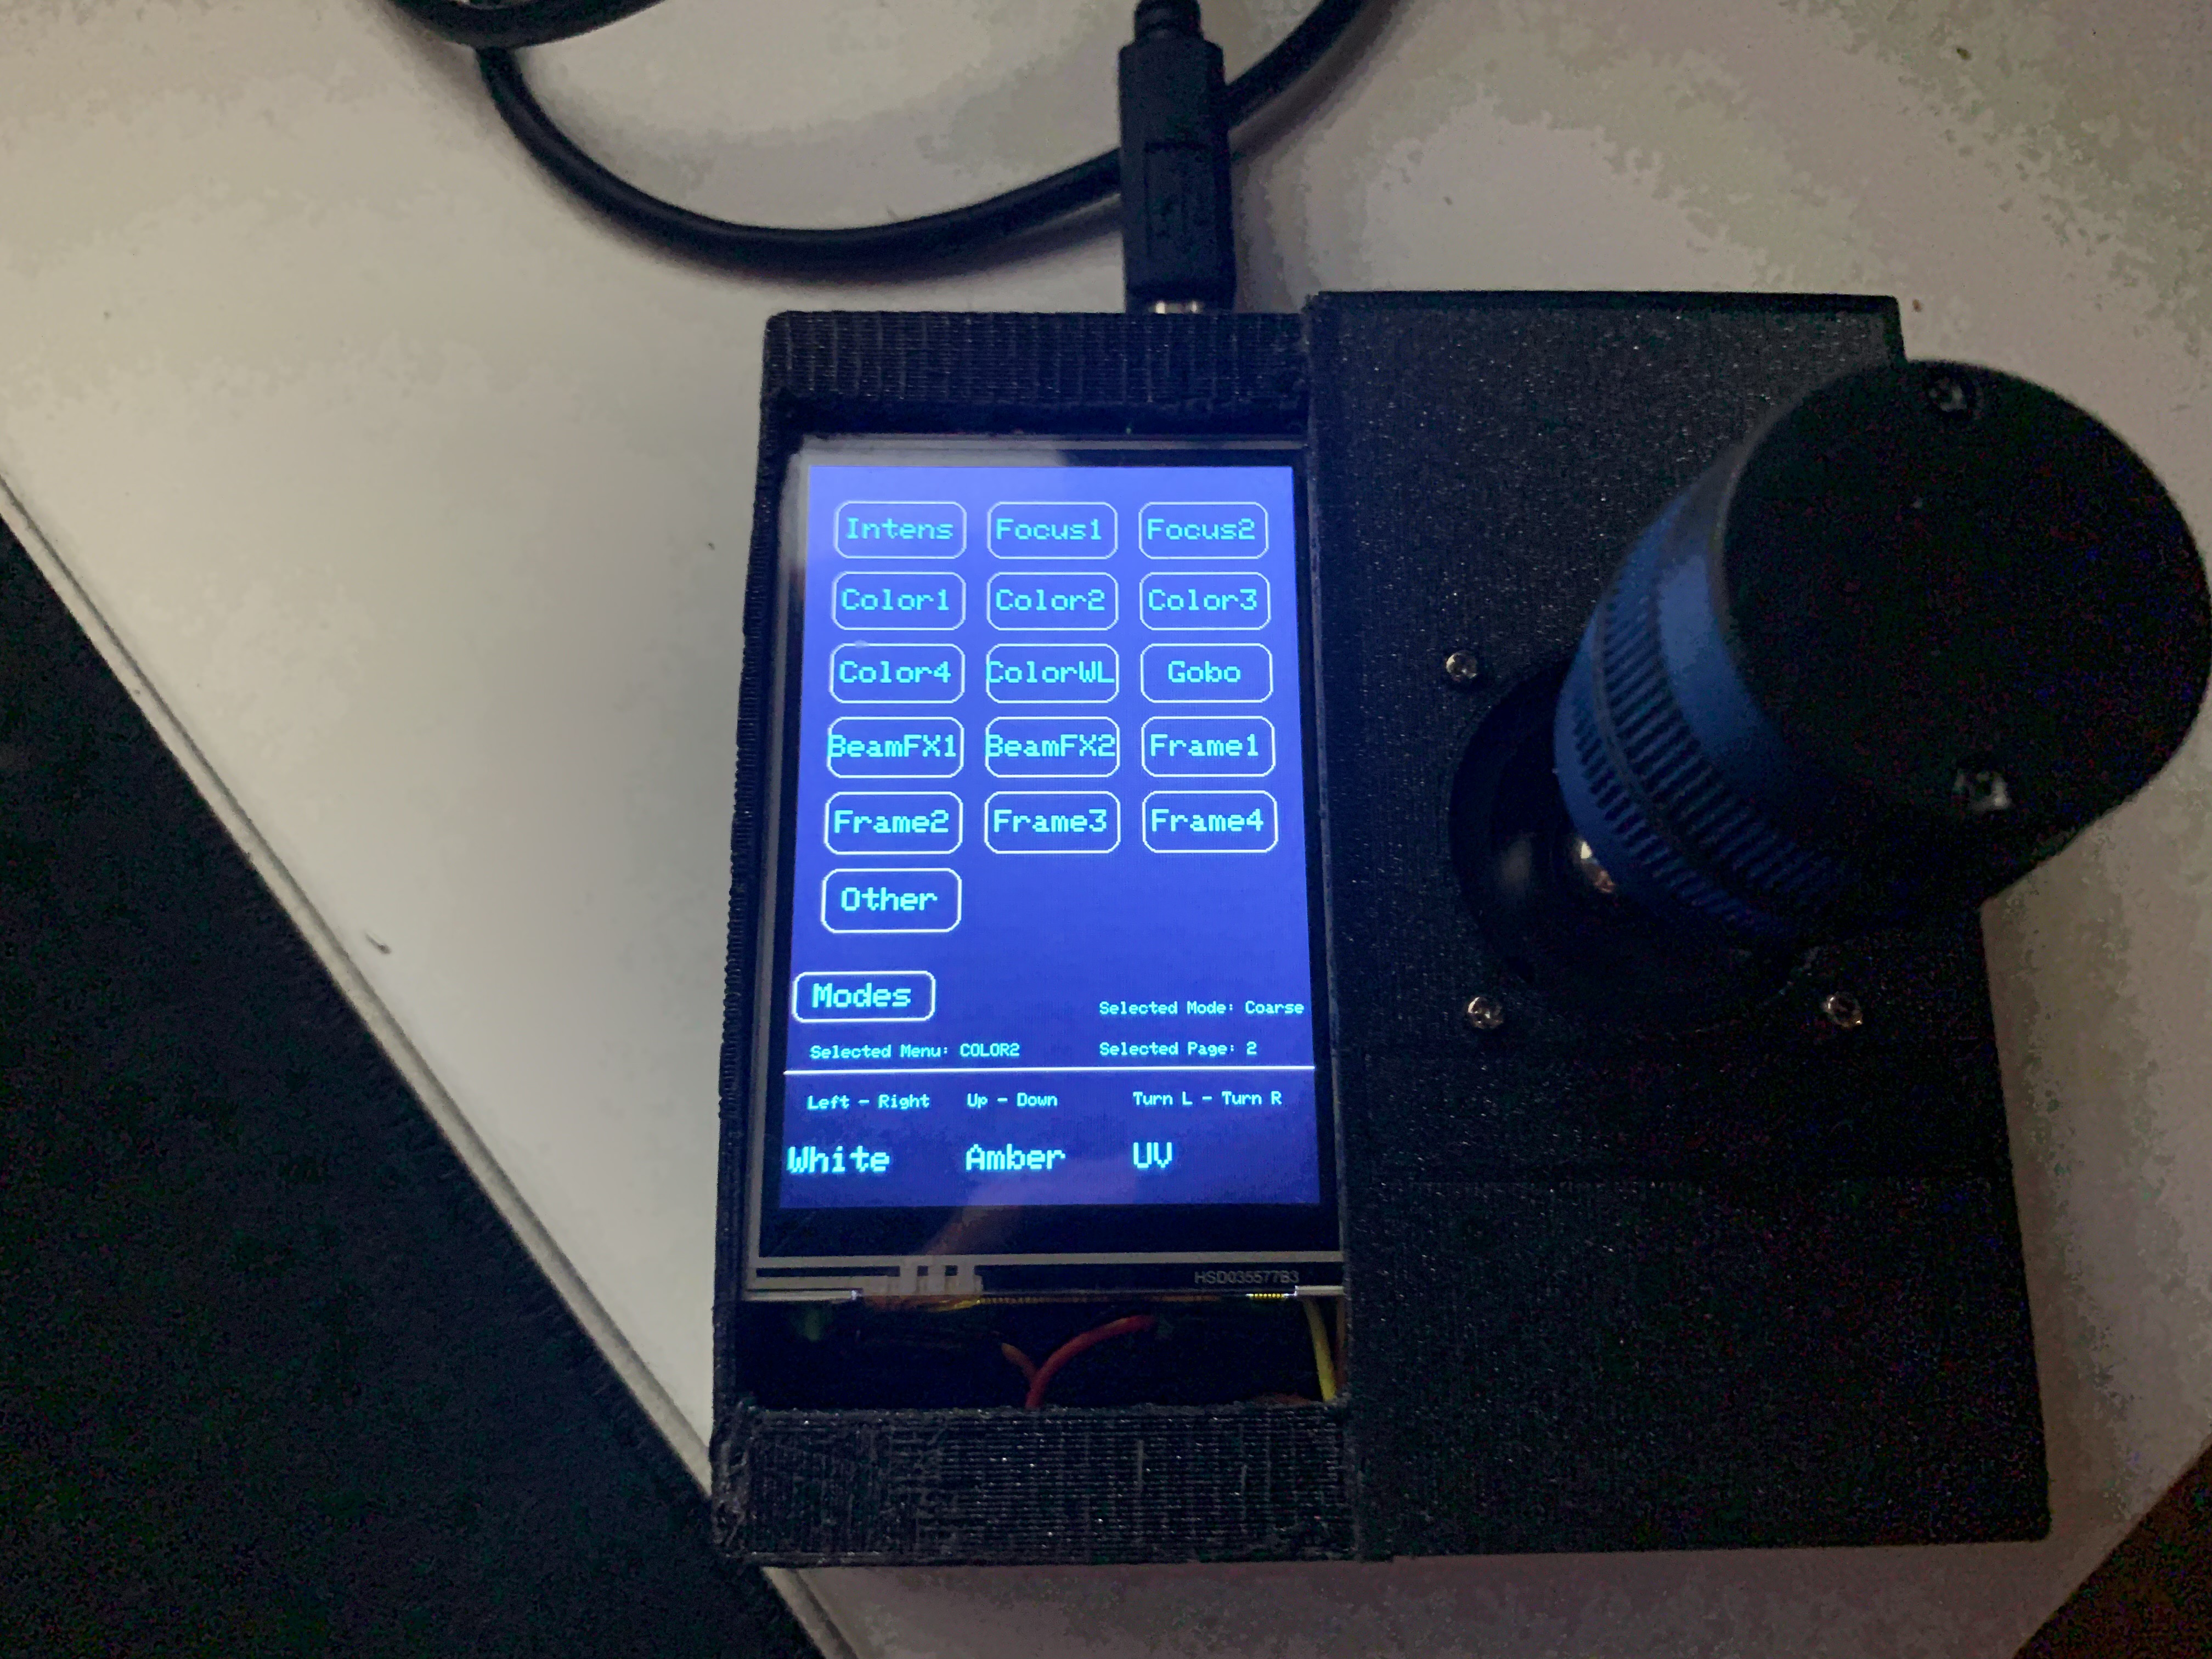 Intens Focus1 Focus2
Color1 Color2 Color3
Color4 ColorWL Gobo
BeamFX1 BeamFX2 Frame1
Frame2 Frame3 Frame4
Other
Modes Selected Mode: Coarse
Selected Menu: COLOR2 Selected Page: 2
Left - Right Up - Down Turn L - Turn R
White Amber UV